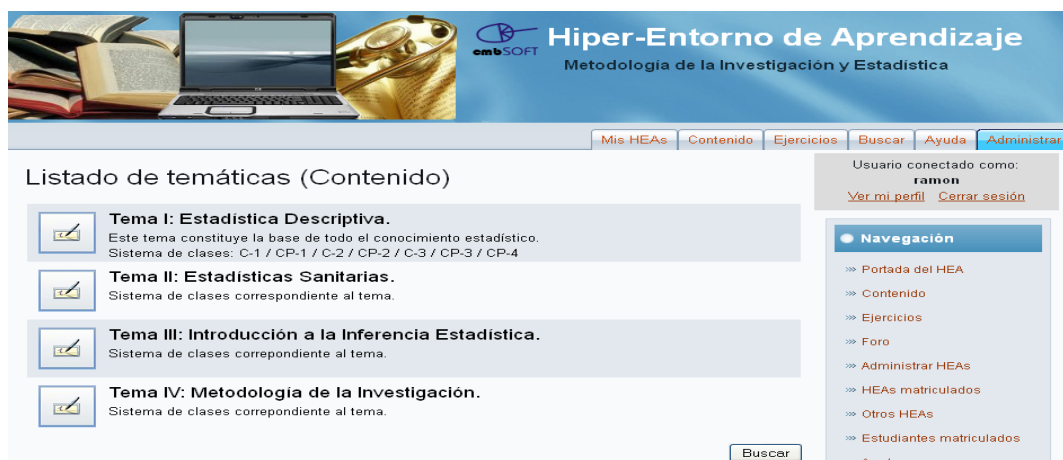 cmbSOFT
Hiper-Entorno de Aprendizaje
Metodología de la Investigación y Estadística
Mis HEAs
Contenido
Ejercicios
Buscar
Ayuda
Administrar
Listado de temáticas (Contenido)
Tema I: Estadística Descriptiva.
Este tema constituye la base de todo el conocimiento estadístico.
Sistema de clases: C-1 / CP-1 / C-2 / CP-2 / C-3 / CP-3 / CP-4
Tema II: Estadísticas Sanitarias.
Sistema de clases correspondiente al tema.
Tema III: Introducción a la Inferencia Estadística.
Sistema de clases correpondiente al tema.
Tema IV: Metodología de la Investigación.
Sistema de clases correpondiente al tema.
Buscar
Usuario conectado como:
ramon
Ver mi perfil Cerrar sesión
Navegación
» Portada del HEA
» Contenido
» Ejercicios
» Foro
» Administrar HEAs
» HEAs matriculados
» Otros HEAs
» Estudiantes matriculados